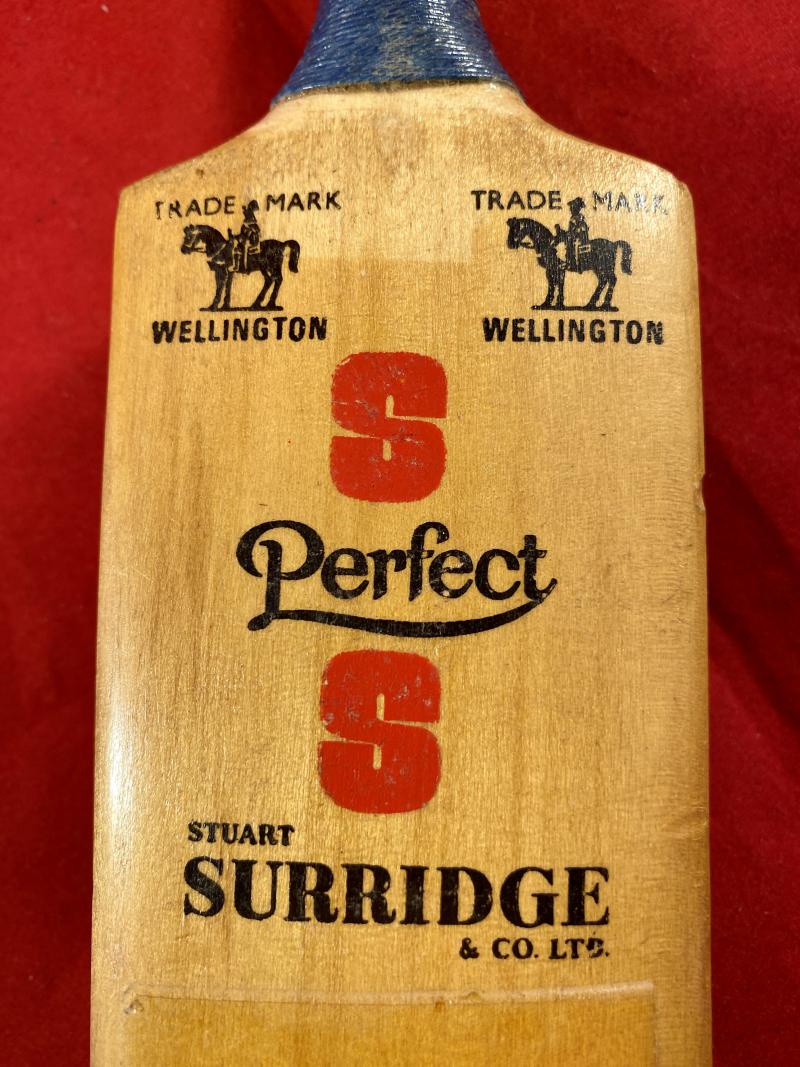 TRADE MARK
WELLINGTON
TRADE MARK
WELLINGTON
S
Perfect
S
STUART
SURRIDGE
& CO. LTD.